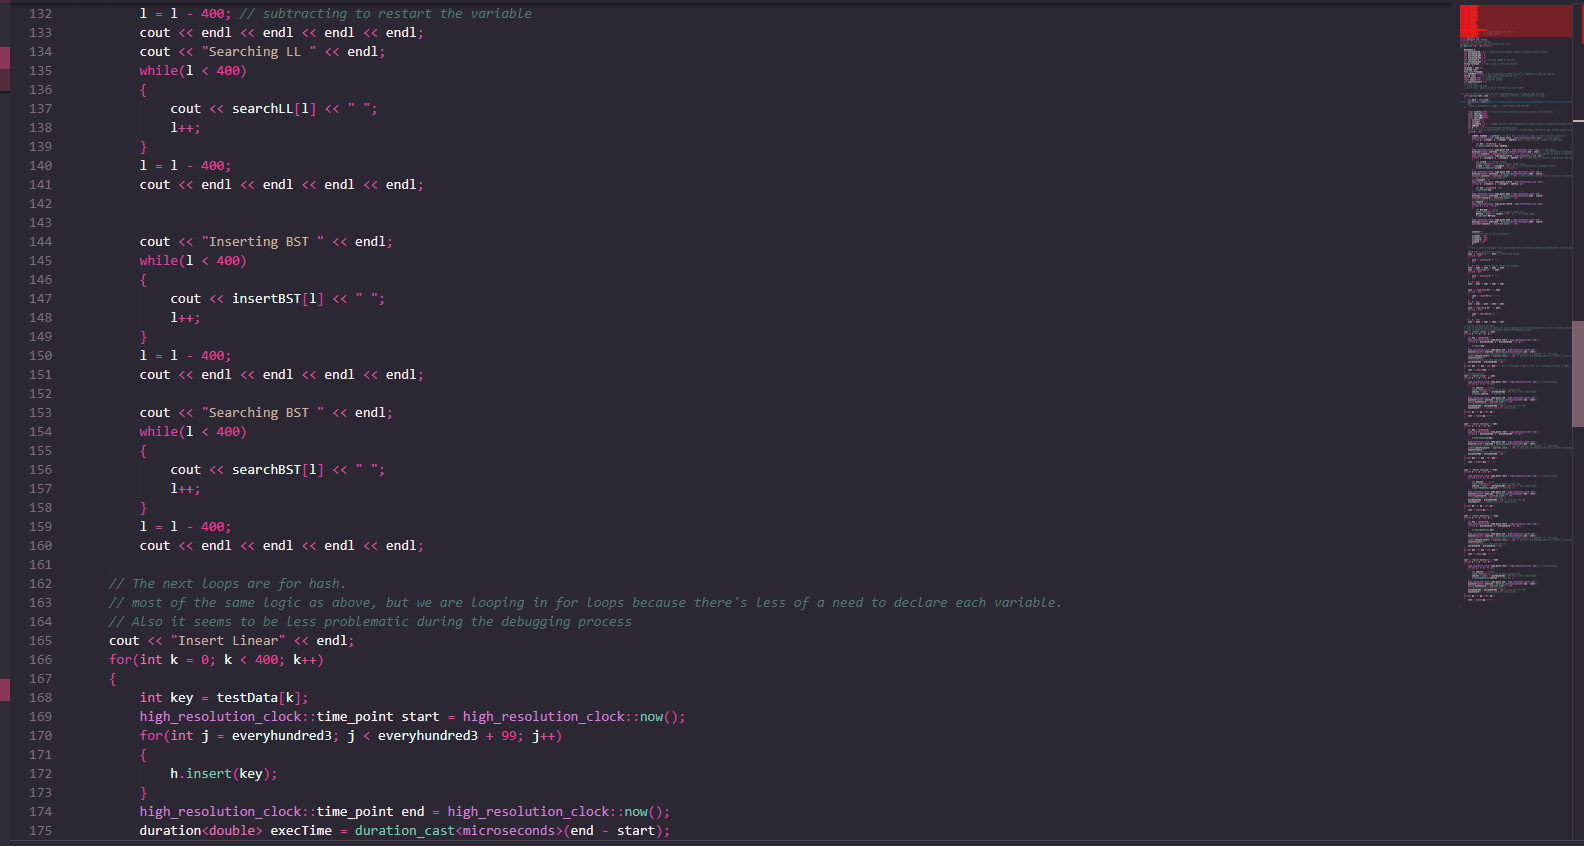 132 l = l - 400; // subtracting to restart the variable
133 cout << endl << endl << endl << endl;
134 cout << "Searching LL " << endl;
135 while(l < 400)
136 {
137 cout << searchLL[l] << " ";
138 l++;
139 }
140 l = l - 400;
141 cout << endl << endl << endl << endl;
142
143
144 cout << "Inserting BST " << endl;
145 while(l < 400)
146 {
147 cout << insertBST[l] << " ";
148 l++;
149 }
150 l = l - 400;
151 cout << endl << endl << endl << endl;
152
153 cout << "Searching BST " << endl;
154 while(l < 400)
155 {
156 cout << searchBST[l] << " ";
157 l++;
158 }
159 l = l - 400;
160 cout << endl << endl << endl << endl;
161
162 // The next loops are for hash.
163 // most of the same logic as above, but we are looping in for loops because there's less of a need to declare each variable.
164 // Also it seems to be less problematic during the debugging process
165 cout << "Insert Linear" << endl;
166 for(int k = 0; k < 400; k++)
167 {
168 int key = testData[k];
169 high_resolution_clock::time_point start = high_resolution_clock::now();
170 for(int j = everyhundred3; j < everyhundred3 + 99; j++)
171 {
172 h.insert(key);
173 }
174 high_resolution_clock::time_point end = high_resolution_clock::now();
175 duration<double> execTime = duration_cast<microseconds>(end - start);